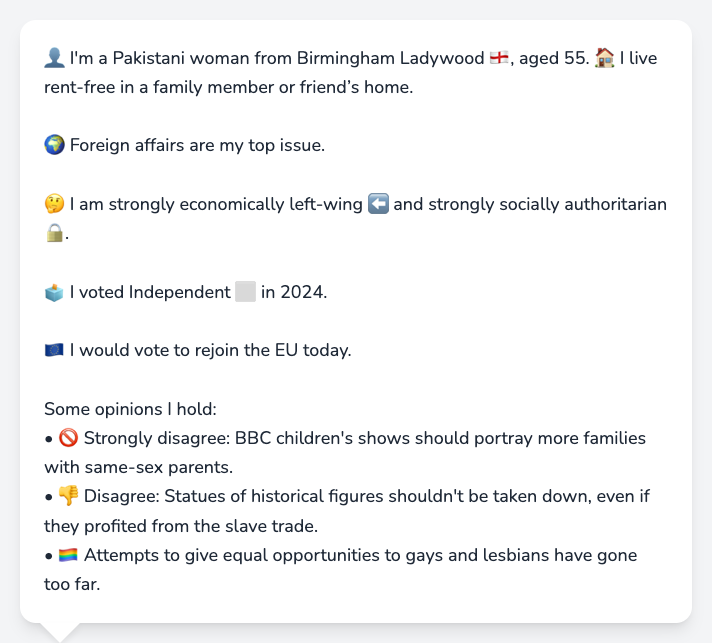 👤 I'm a Pakistani woman from Birmingham Ladywood 🏴󠁧󠁢󠁥󠁮󠁧󠁿, aged 55. 🏠 I live
rent-free in a family member or friend’s home.
🌍 Foreign affairs are my top issue.
🤔 I am strongly economically left-wing ⬅️ and strongly socially authoritarian
🔒.
🗳️ I voted Independent ⬜ in 2024.
🇪🇺 I would vote to rejoin the EU today.
Some opinions I hold:
• 🚫 Strongly disagree: BBC children's shows should portray more families
with same-sex parents.
• 👎 Disagree: Statues of historical figures shouldn't be taken down, even if
they profited from the slave trade.
• 🏳️‍🌈 Attempts to give equal opportunities to gays and lesbians have gone
too far.